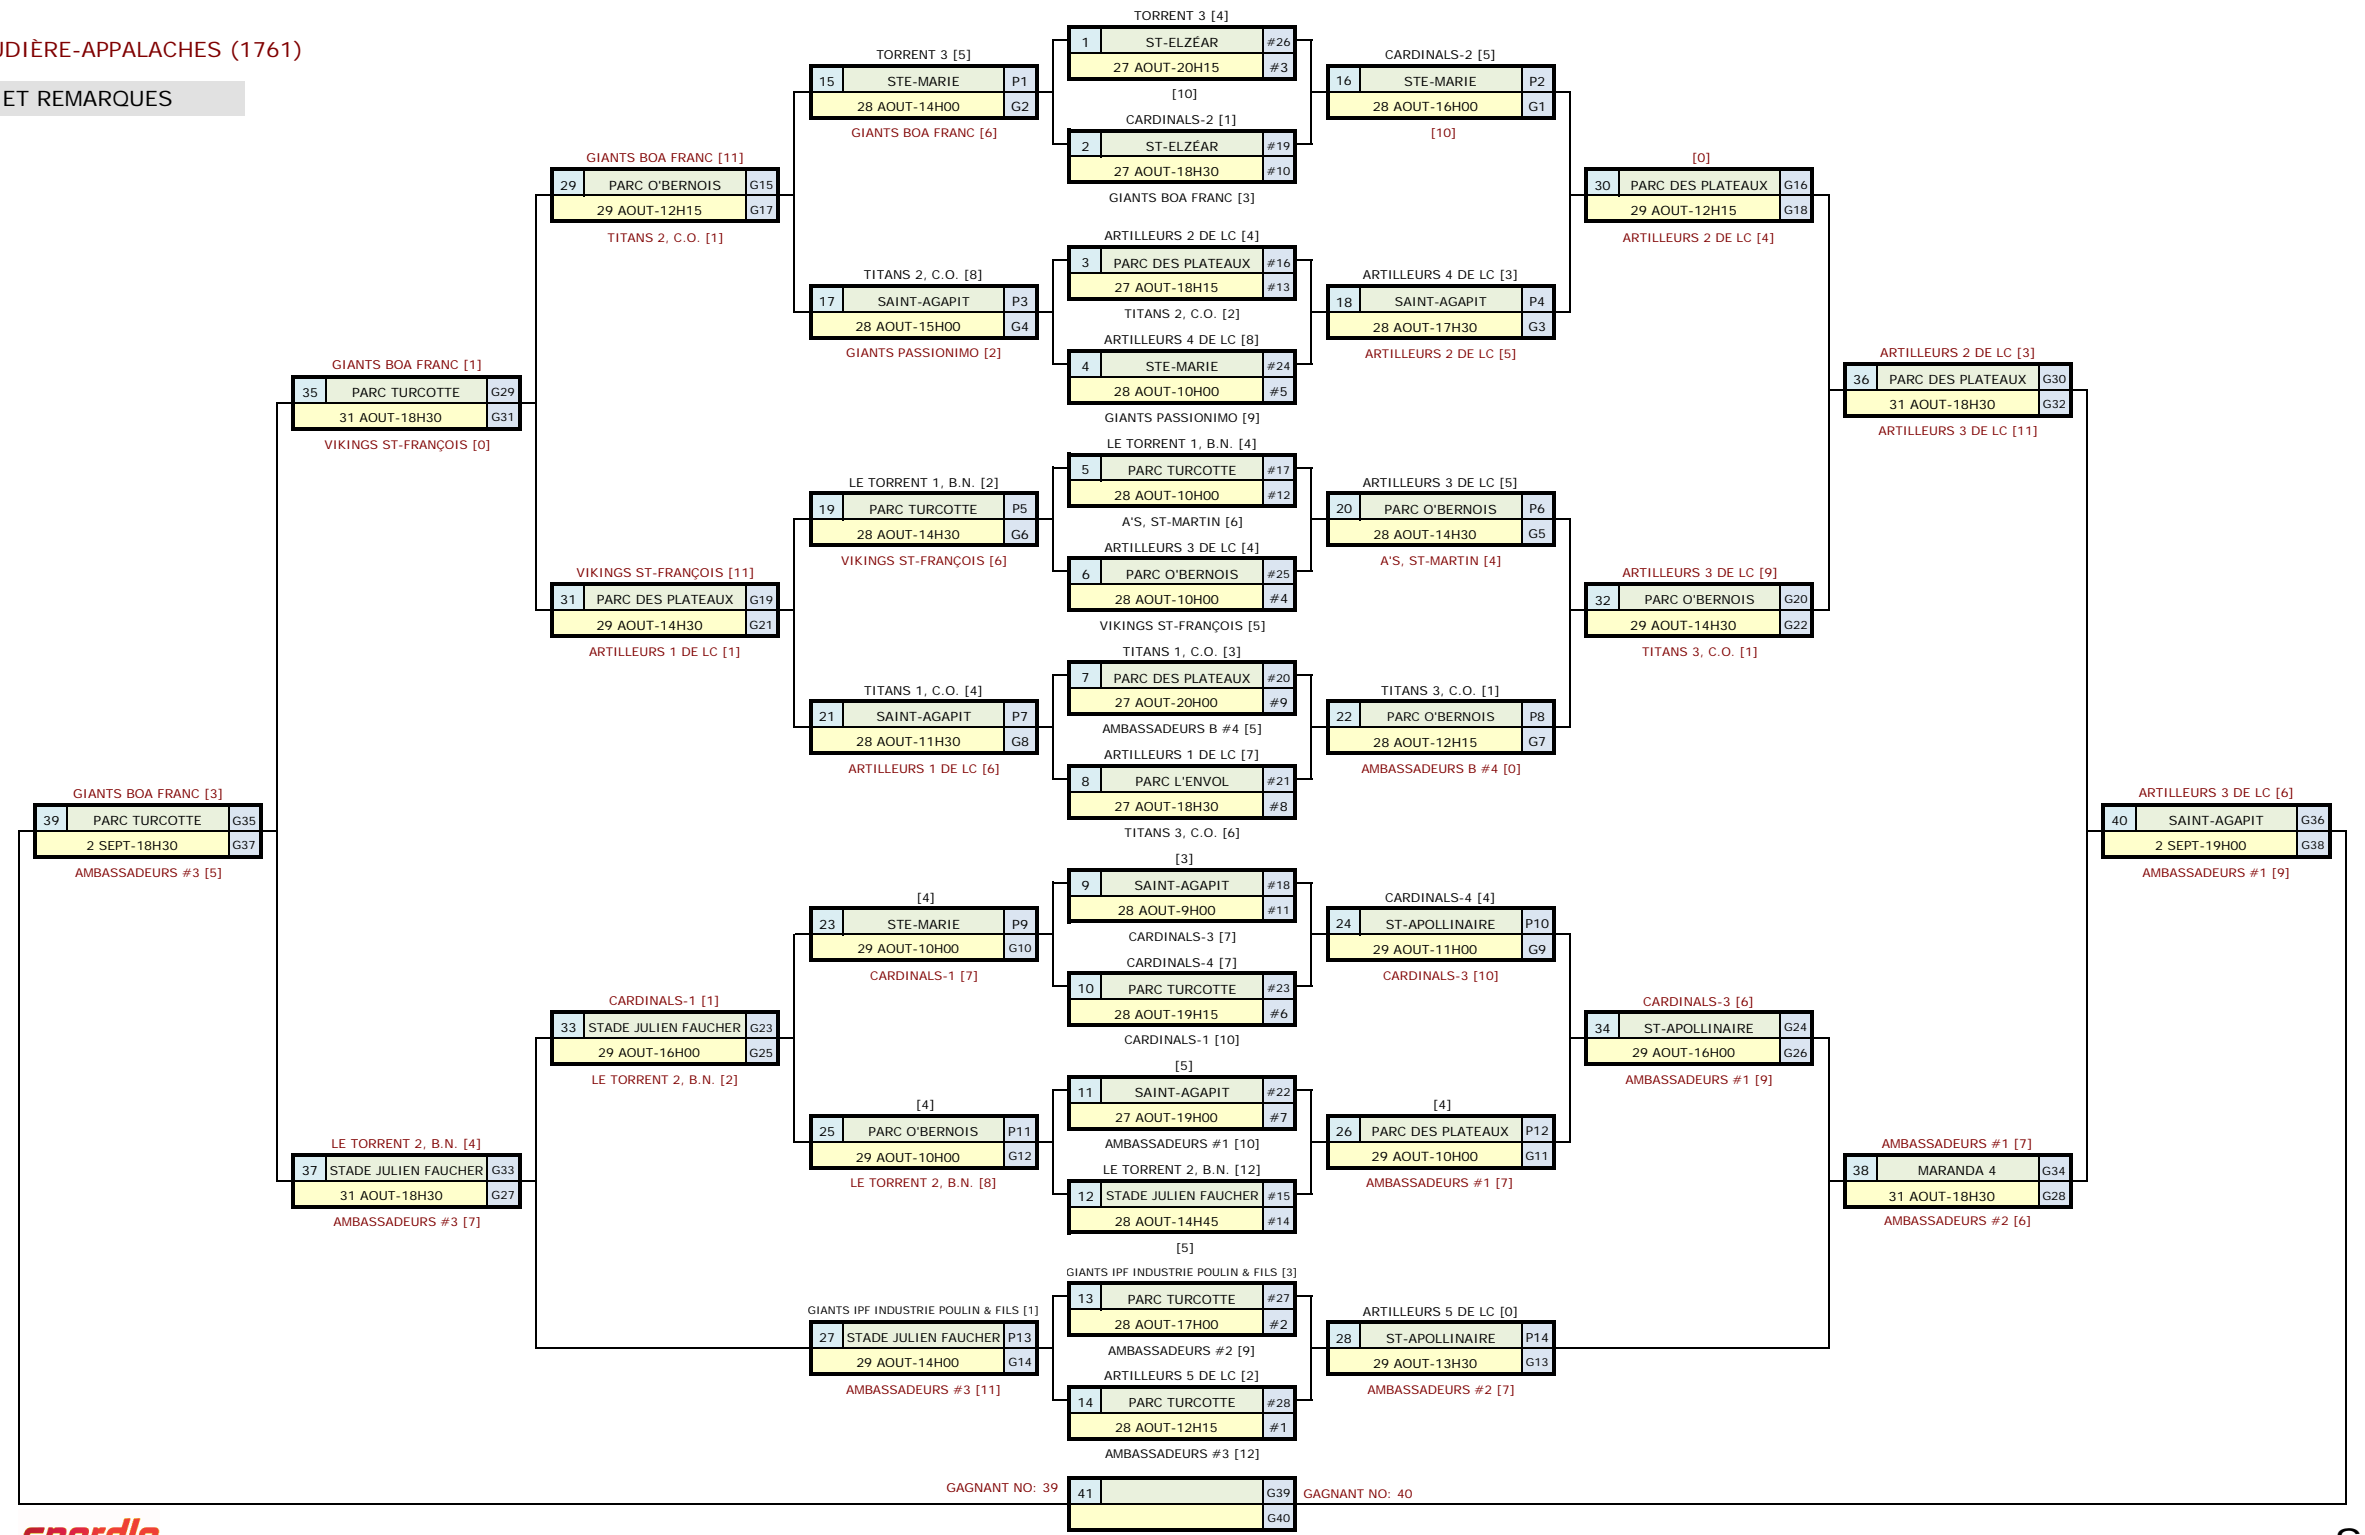 UDIÈRE-APPALACHES (1761)
ET REMARQUES
GIANTS BOA FRANC [3]
39 PARC TURCOTTE G35
2 SEPT-18H30 G37
AMBASSADEURS #3 [5]
GIANTS BOA FRANC [1]
35 PARC TURCOTTE G29
31 AOUT-18H30 G31
VIKINGS ST-FRANÇOIS [0]
LE TORRENT 2, B.N. [4]
37 STADE JULIEN FAUCHER G33
31 AOUT-18H30 G27
AMBASSADEURS #3 [7]
GIANTS BOA FRANC [11]
29 PARC O'BERNOIS G15
29 AOUT-12H15 G17
TITANS 2, C.O. [1]
VIKINGS ST-FRANÇOIS [11]
31 PARC DES PLATEAUX G19
29 AOUT-14H30 G21
ARTILLEURS 1 DE LC [1]
CARDINALS-1 [1]
33 STADE JULIEN FAUCHER G23
29 AOUT-16H00 G25
LE TORRENT 2, B.N. [2]
TORRENT 3 [5]
15 STE-MARIE P1
28 AOUT-14H00 G2
GIANTS BOA FRANC [6]
TITANS 2, C.O. [8]
17 SAINT-AGAPIT P3
28 AOUT-15H00 G4
GIANTS PASSIONIMO [2]
LE TORRENT 1, B.N. [2]
19 PARC TURCOTTE P5
28 AOUT-14H30 G6
VIKINGS ST-FRANÇOIS [6]
TITANS 1, C.O. [4]
21 SAINT-AGAPIT P7
28 AOUT-11H30 G8
ARTILLEURS 1 DE LC [6]
[4]
23 STE-MARIE P9
29 AOUT-10H00 G10
CARDINALS-1 [7]
[4]
25 PARC O'BERNOIS P11
29 AOUT-10H00 G12
LE TORRENT 2, B.N. [8]
GIANTS IPF INDUSTRIE POULIN & FILS [1]
27 STADE JULIEN FAUCHER P13
29 AOUT-14H00 G14
AMBASSADEURS #3 [11]
TORRENT 3 [4]
1 ST-ELZÉAR #26
27 AOUT-20H15 #3
[10]
CARDINALS-2 [1]
2 ST-ELZÉAR #19
27 AOUT-18H30 #10
GIANTS BOA FRANC [3]
ARTILLEURS 2 DE LC [4]
3 PARC DES PLATEAUX #16
27 AOUT-18H15 #13
TITANS 2, C.O. [2]
ARTILLEURS 4 DE LC [8]
4 STE-MARIE #24
28 AOUT-10H00 #5
GIANTS PASSIONIMO [9]
LE TORRENT 1, B.N. [4]
5 PARC TURCOTTE #17
28 AOUT-10H00 #12
A'S, ST-MARTIN [6]
ARTILLEURS 3 DE LC [4]
6 PARC O'BERNOIS #25
28 AOUT-10H00 #4
VIKINGS ST-FRANÇOIS [5]
TITANS 1, C.O. [3]
7 PARC DES PLATEAUX #20
27 AOUT-20H00 #9
AMBASSADEURS B #4 [5]
ARTILLEURS 1 DE LC [7]
8 PARC L'ENVOL #21
27 AOUT-18H30 #8
TITANS 3, C.O. [6]
[3]
9 SAINT-AGAPIT #18
28 AOUT-9H00 #11
CARDINALS-3 [7]
CARDINALS-4 [7]
10 PARC TURCOTTE #23
28 AOUT-19H15 #6
CARDINALS-1 [10]
[5]
11 SAINT-AGAPIT #22
27 AOUT-19H00 #7
AMBASSADEURS #1 [10]
LE TORRENT 2, B.N. [12]
12 STADE JULIEN FAUCHER #15
28 AOUT-14H45 #14
[5]
GIANTS IPF INDUSTRIE POULIN & FILS [3]
13 PARC TURCOTTE #27
28 AOUT-17H00 #2
AMBASSADEURS #2 [9]
ARTILLEURS 5 DE LC [2]
14 PARC TURCOTTE #28
28 AOUT-12H15 #1
AMBASSADEURS #3 [12]
CARDINALS-2 [5]
16 STE-MARIE P2
28 AOUT-16H00 G1
[10]
ARTILLEURS 4 DE LC [3]
18 SAINT-AGAPIT P4
28 AOUT-17H30 G3
ARTILLEURS 2 DE LC [5]
ARTILLEURS 3 DE LC [5]
20 PARC O'BERNOIS P6
28 AOUT-14H30 G5
A'S, ST-MARTIN [4]
TITANS 3, C.O. [1]
22 PARC O'BERNOIS P8
28 AOUT-12H15 G7
AMBASSADEURS B #4 [0]
CARDINALS-4 [4]
24 ST-APOLLINAIRE P10
29 AOUT-11H00 G9
CARDINALS-3 [10]
[4]
26 PARC DES PLATEAUX P12
29 AOUT-10H00 G11
AMBASSADEURS #1 [7]
ARTILLEURS 5 DE LC [0]
28 ST-APOLLINAIRE P14
29 AOUT-13H30 G13
AMBASSADEURS #2 [7]
[0]
30 PARC DES PLATEAUX G16
29 AOUT-12H15 G18
ARTILLEURS 2 DE LC [4]
ARTILLEURS 3 DE LC [9]
32 PARC O'BERNOIS G20
29 AOUT-14H30 G22
TITANS 3, C.O. [1]
CARDINALS-3 [6]
34 ST-APOLLINAIRE G24
29 AOUT-16H00 G26
AMBASSADEURS #1 [9]
ARTILLEURS 2 DE LC [3]
36 PARC DES PLATEAUX G30
31 AOUT-18H30 G32
ARTILLEURS 3 DE LC [11]
AMBASSADEURS #1 [7]
38 MARANDA 4 G34
31 AOUT-18H30 G28
AMBASSADEURS #2 [6]
ARTILLEURS 3 DE LC [6]
40 SAINT-AGAPIT G36
2 SEPT-19H00 G38
AMBASSADEURS #1 [9]
GAGNANT NO: 39 41 G39 GAGNANT NO: 40
G40